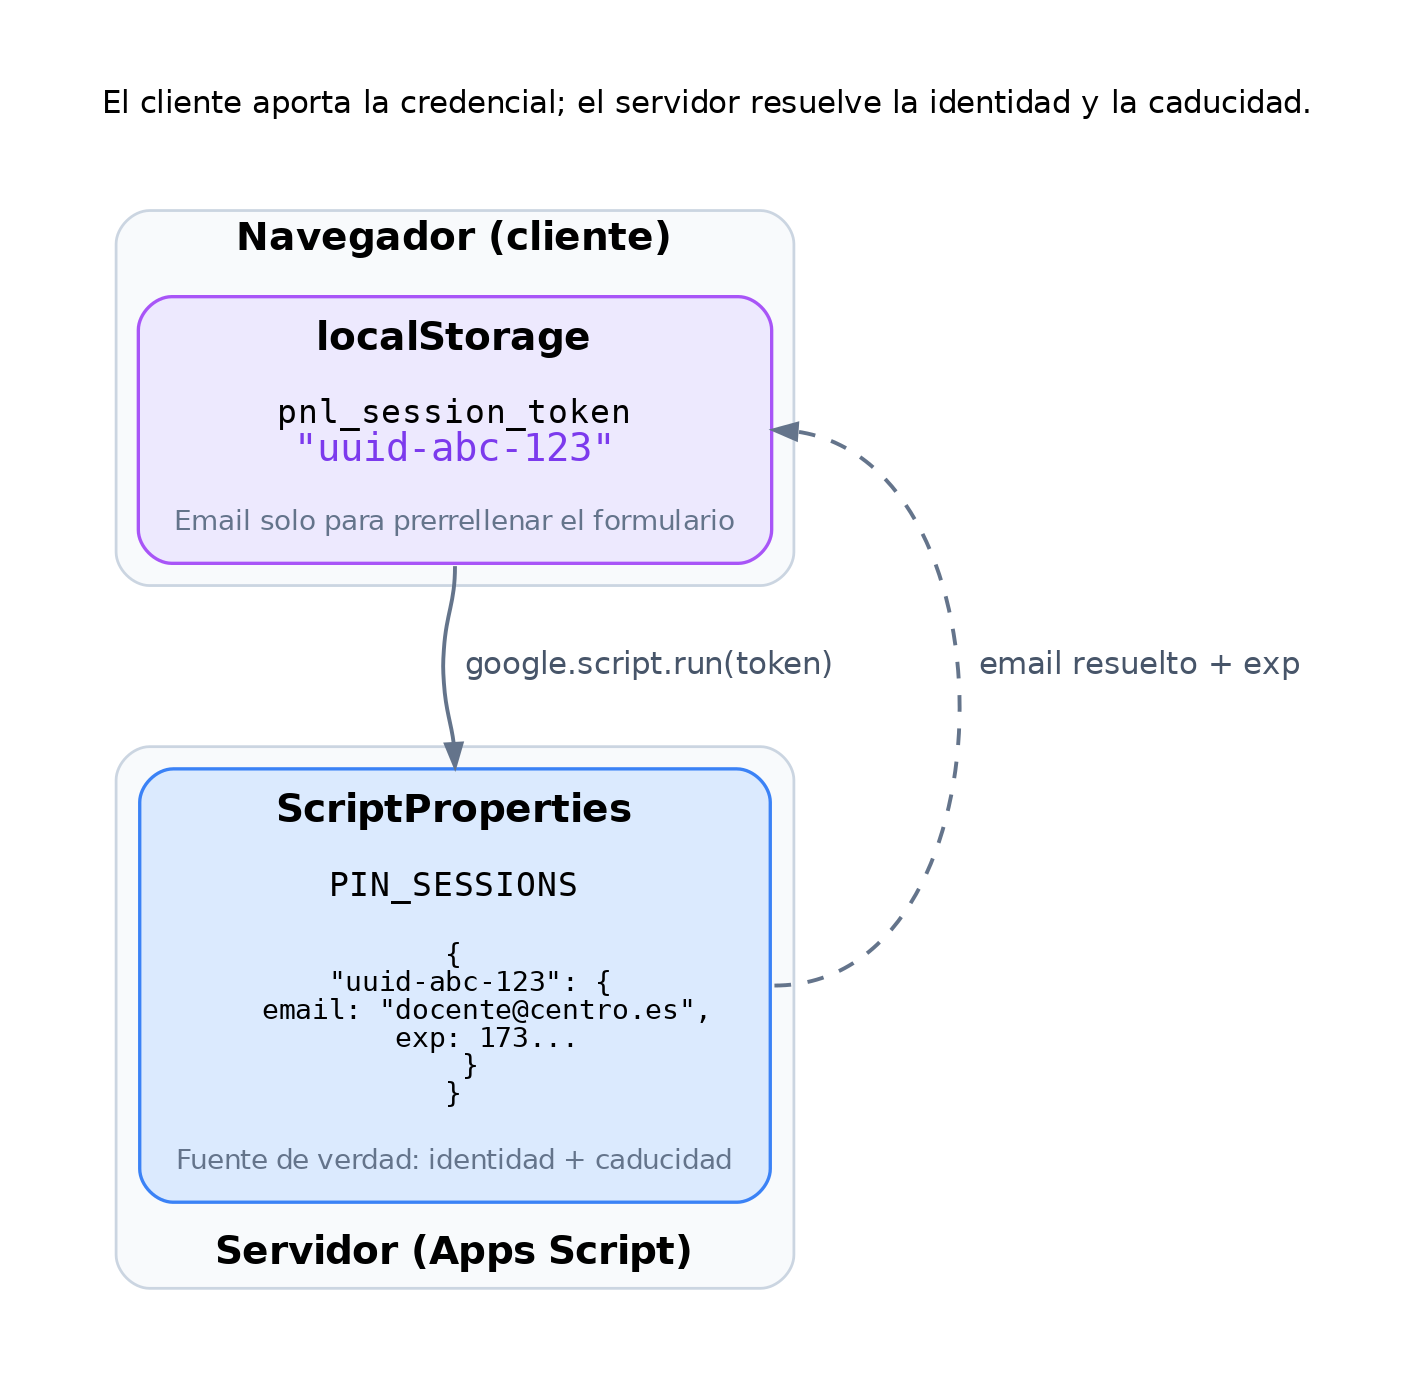 El cliente aporta la credencial; el servidor resuelve la identidad y la caducidad.
Navegador (cliente)
localStorage
pnl_session_token
"uuid-abc-123"
Email solo para prerrellenar el formulario
google.script.run(token)
email resuelto + exp
ScriptProperties
PIN_SESSIONS
{
"uuid-abc-123": {
email: "docente@centro.es",
exp: 173...
}
}
Fuente de verdad: identidad + caducidad
Servidor (Apps Script)